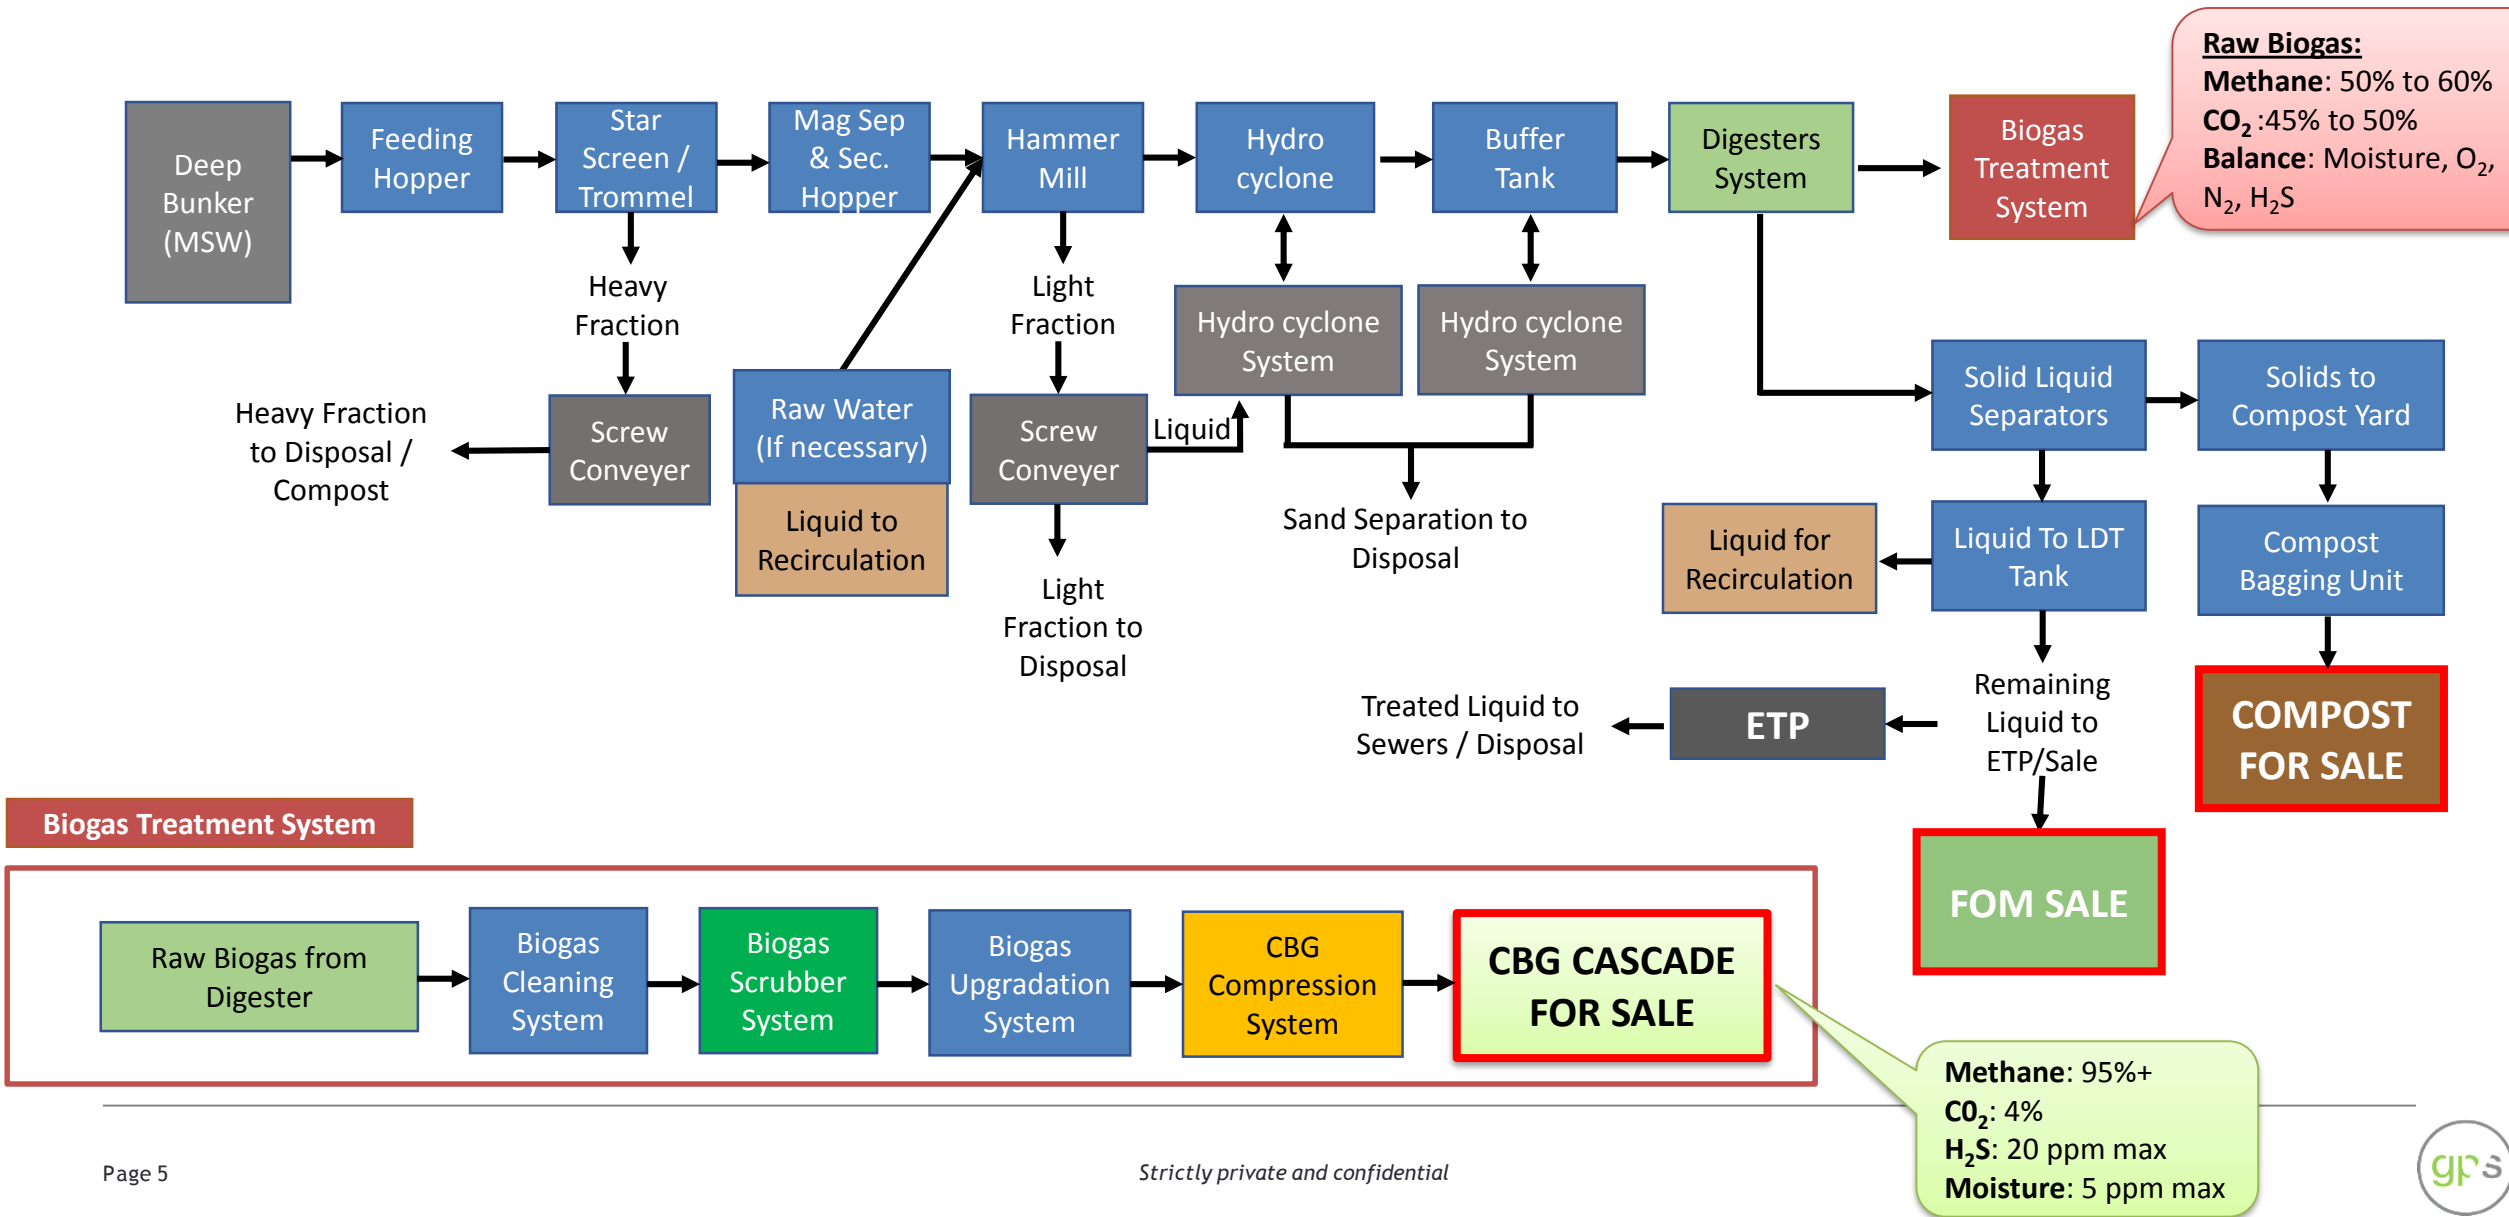 Raw Biogas:
Methane: 50% to 60%
CO₂ :45% to 50%
Balance: Moisture, O₂,
N₂, H₂S
Deep
Bunker
(MSW)
Feeding
Hopper
Star
Screen /
Trommel
Mag Sep
& Sec.
Hopper
Hammer
Mill
Hydro
cyclone
Buffer
Tank
Digesters
System
Biogas
Treatment
System
Heavy
Fraction
Light
Fraction
Hydro cyclone
System
Hydro cyclone
System
Solid Liquid
Separators
Solids to
Compost Yard
Heavy Fraction
to Disposal /
Compost
Screw
Conveyer
Raw Water
(If necessary)
Liquid to
Recirculation
Screw
Conveyer
Liquid
Sand Separation to
Disposal
Light
Fraction to
Disposal
Liquid for
Recirculation
Liquid To LDT
Tank
Compost
Bagging Unit
Treated Liquid to
Sewers / Disposal
ETP
Remaining
Liquid to
ETP/Sale
COMPOST
FOR SALE
FOM SALE
Biogas Treatment System
Raw Biogas from
Digester
Biogas
Cleaning
System
Biogas
Scrubber
System
Biogas
Upgradation
System
CBG
Compression
System
CBG CASCADE
FOR SALE
Methane: 95%+
C0₂: 4%
H₂S: 20 ppm max
Moisture: 5 ppm max
Page 5
Strictly private and confidential
gps